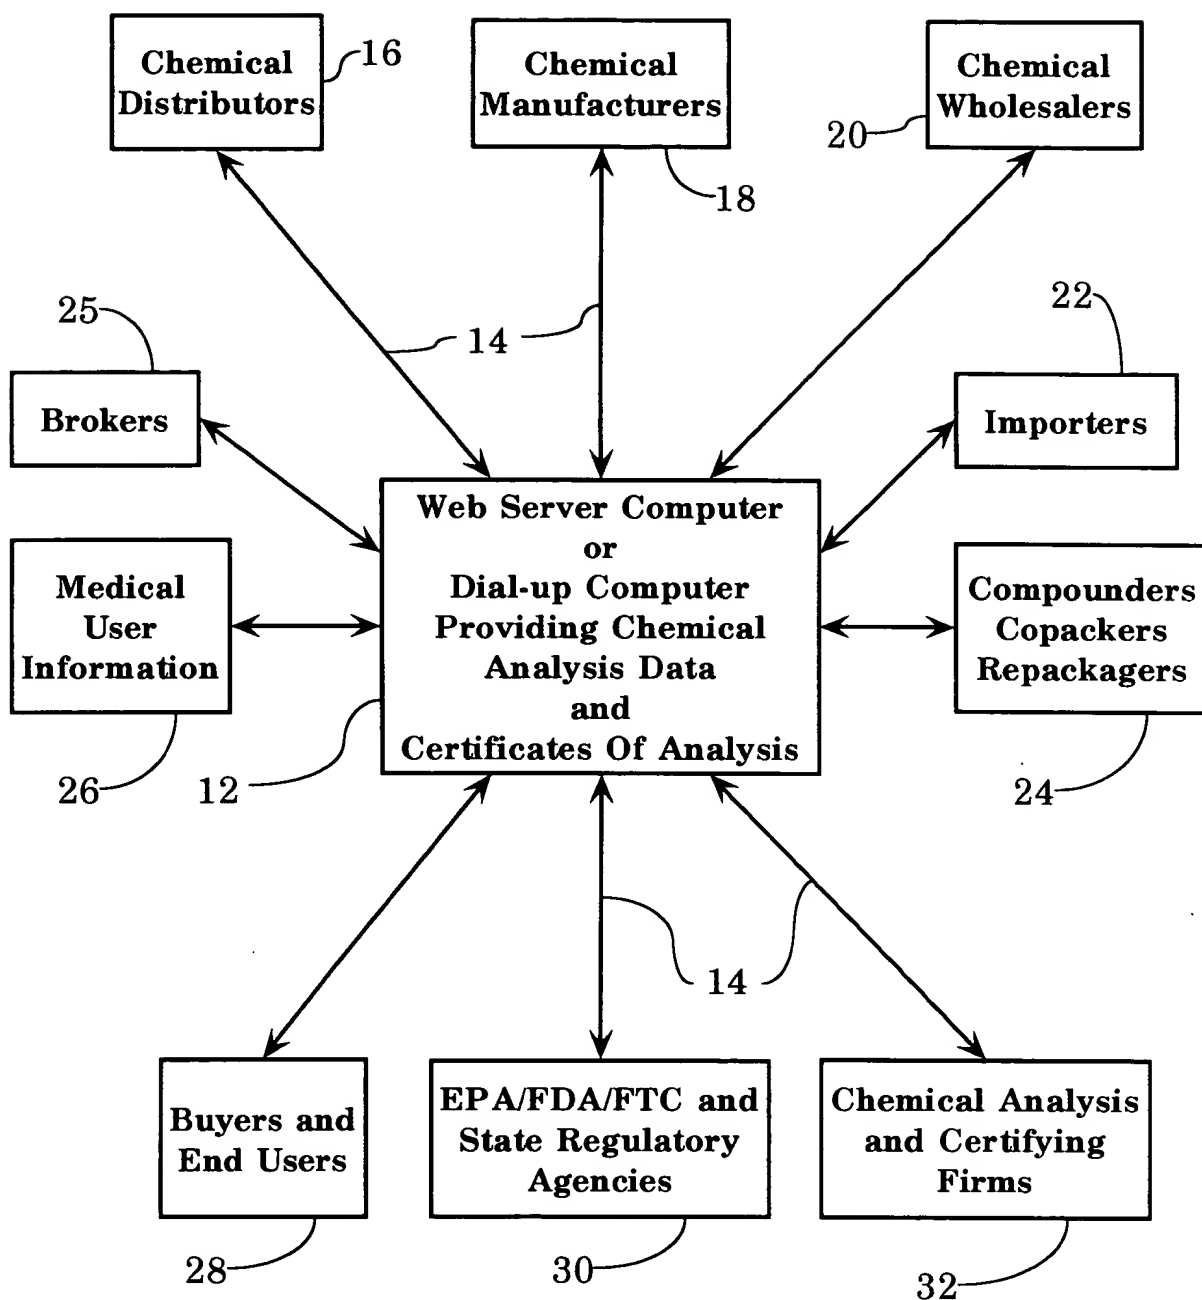 Chemical
Distributors
16
Chemical
Manufacturers
18
Chemical
Wholesalers
20
14
25
Brokers
22
Importers
Web Server Computer
or
Dial-up Computer
Providing Chemical
Analysis Data
and
Certificates Of Analysis
12
Medical
User
Information
26
Compounders
Copackers
Repackagers
24
14
Buyers and
End Users
28
EPA/FDA/FTC and
State Regulatory
Agencies
30
Chemical Analysis
and Certifying
Firms
32